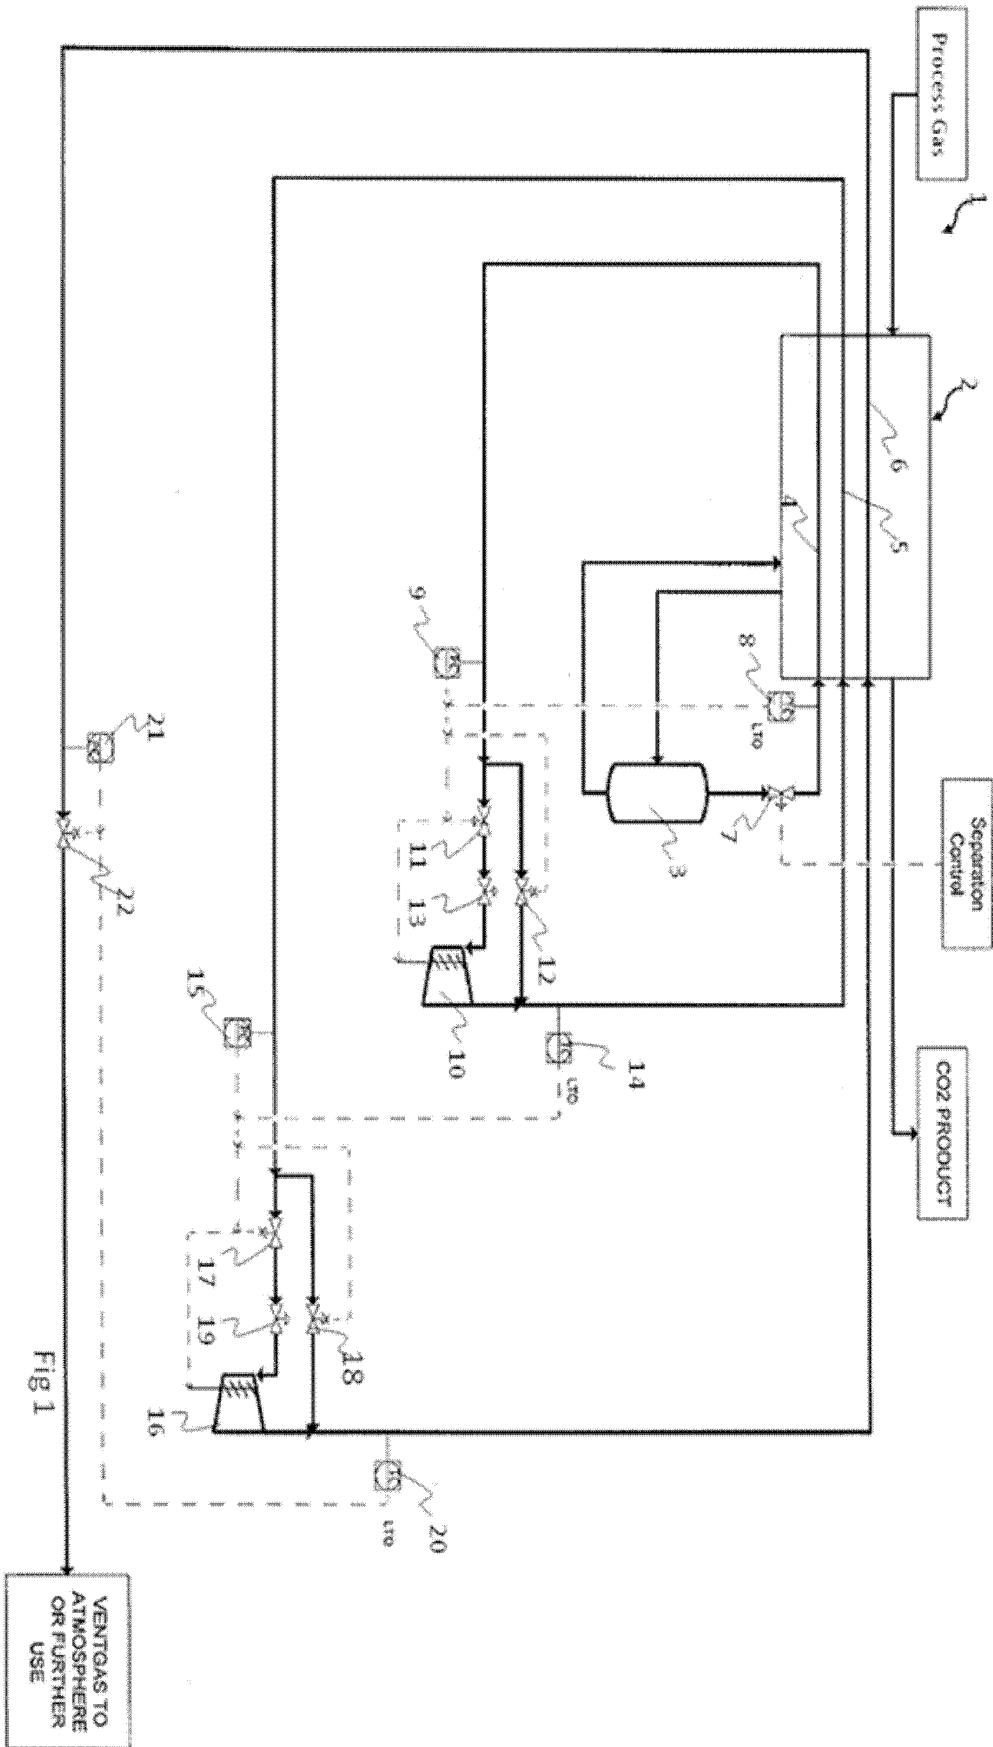 Process Gas
Separation
Control
CO2 PRODUCT
1
2
6
5
4
8
LTO
7
3
9
11
13
12
10
14
LTO
15
17
19
18
16
20
LTO
21
22
VENTGAS TO
ATMOSPHERE
OR FURTHER
USE
Fig 1